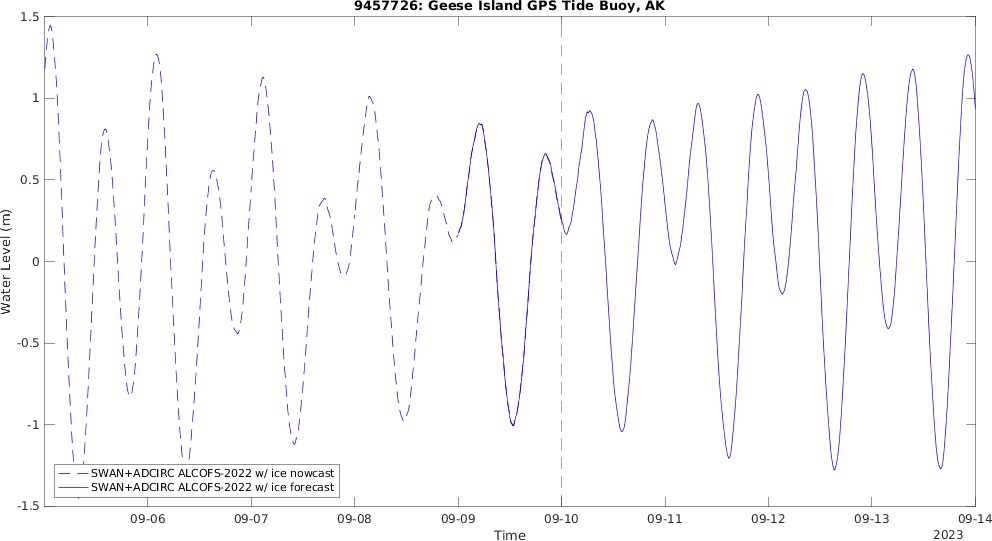 9457726: Geese Island GPS Tide Buoy, AK
Water Level (m)
1.5
1
0.5
0
-0.5
-1
-1.5
SWAN+ADCIRC ALCOFS-2022 w/ ice nowcast
SWAN+ADCIRC ALCOFS-2022 w/ ice forecast
09-06 09-07 09-08 09-09 09-10 09-11 09-12 09-13 09-14
Time
2023